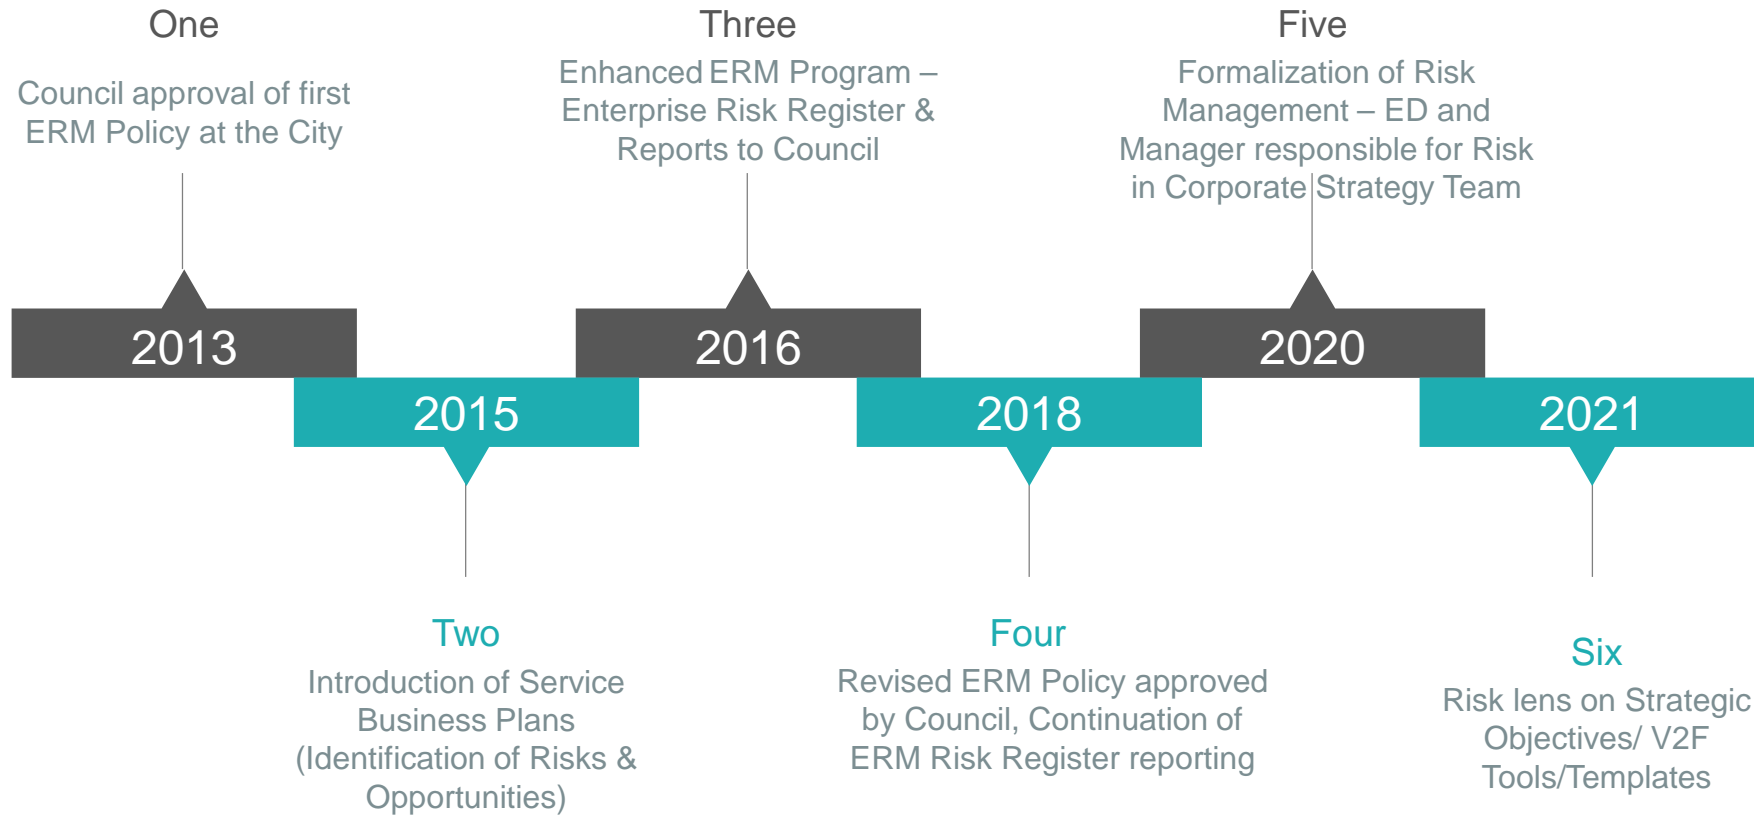 One
Council approval of first
ERM Policy at the City
Three
Enhanced ERM Program –
Enterprise Risk Register &
Reports to Council
Five
Formalization of Risk
Management – ED and
Manager responsible for Risk
in Corporate Strategy Team
2013
2016
2020
2015
2018
2021
Two
Introduction of Service
Business Plans
(Identification of Risks &
Opportunities)
Four
Revised ERM Policy approved
by Council, Continuation of
ERM Risk Register reporting
Six
Risk lens on Strategic
Objectives/ V2F
Tools/Templates